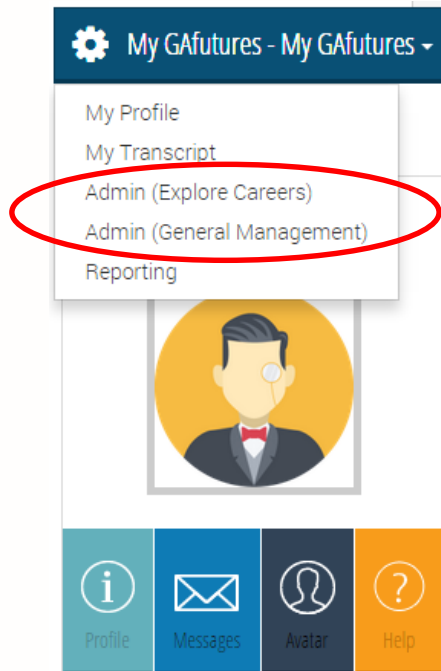 My GAfutures - My GAfutures
My Profile
My Transcript
Admin (Explore Careers)
Admin (General Management)
Reporting
Profile
Messages
Avatar
Help